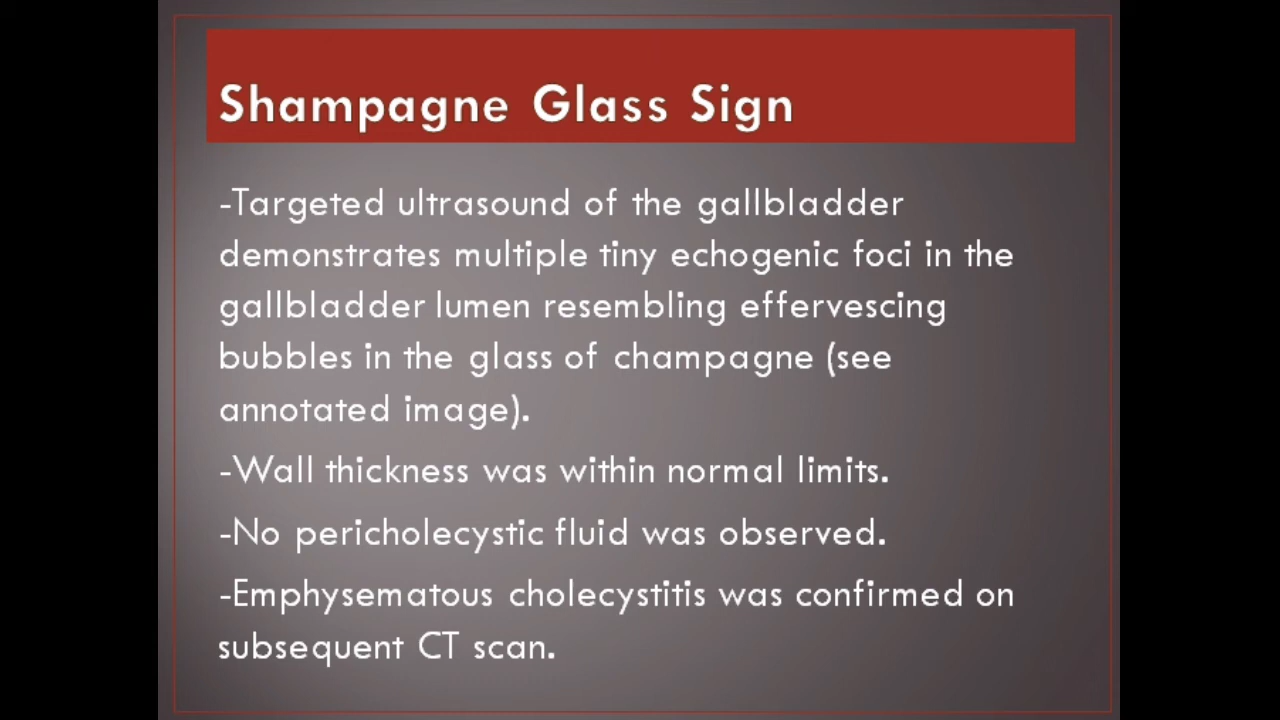 Shampagne Glass Sign
-Targeted ultrasound of the gallbladder
demonstrates multiple tiny echogenic foci in the
gallbladder lumen resembling effervescing
bubbles in the glass of champagne (see
annotated image).
-Wall thickness was within normal limits.
-No pericholecystic fluid was observed.
-Emphysematous cholecystitis was confirmed on
subsequent CT scan.